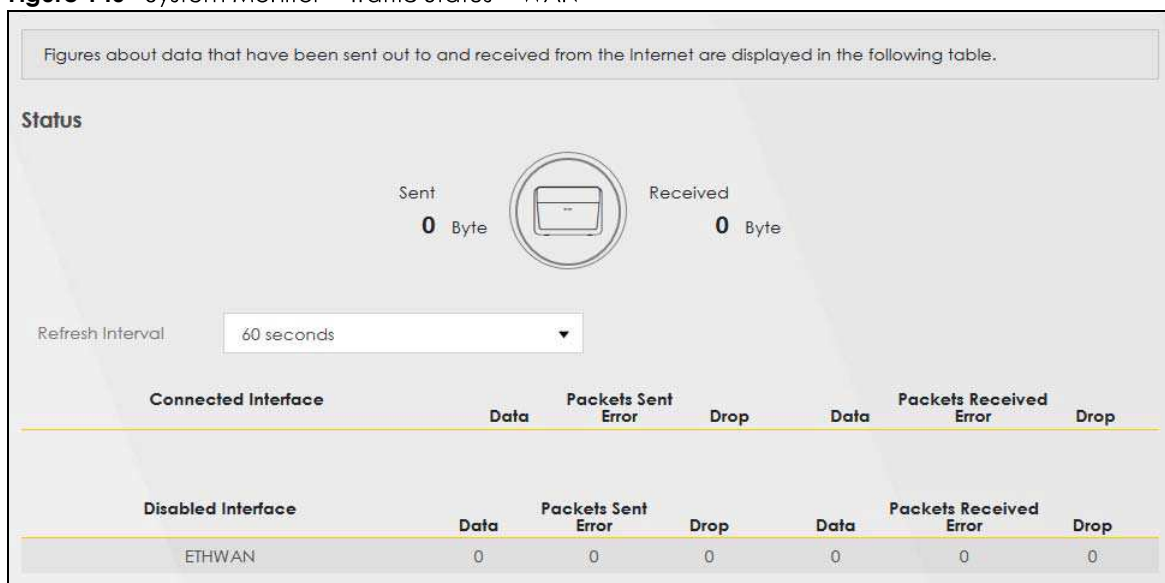 Figures about data that have been sent out to and received from the Internet are displayed in the following table.
Status
Sent
0 Byte
Received
0 Byte
Refresh Interval 60 seconds
Connected Interface Packets Sent Packets Received
Data Error Drop Data Error Drop
Disabled Interface Packets Sent Packets Received
Data Error Drop Data Error Drop
ETHWAN 0 0 0 0 0 0